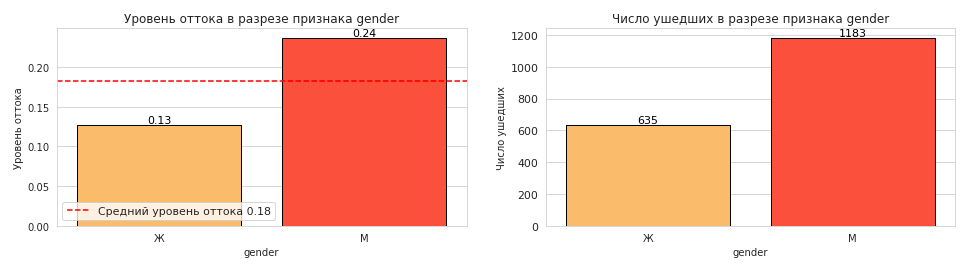 Уровень оттока в разрезе признака gender
0.24
0.13
0.20
0.15
0.10
0.05
0.00
Уровень оттока
Средний уровень оттока 0.18
Ж
М
gender
Число ушедших в разрезе признака gender
1183
635
1200
1000
800
600
400
200
0
Число ушедших
Ж
М
gender